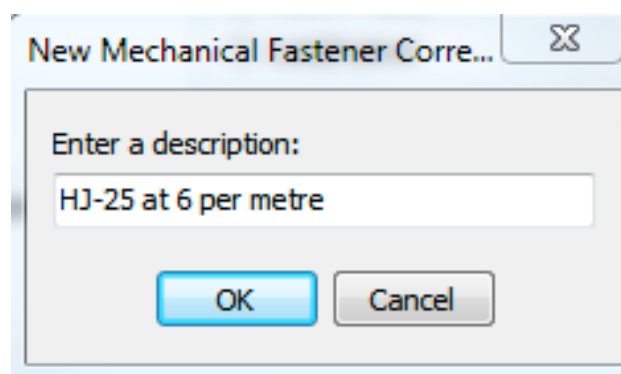 New Mechanical Fastener Corre...
Enter a description:
HJ-25 at 6 per metre
OK Cancel